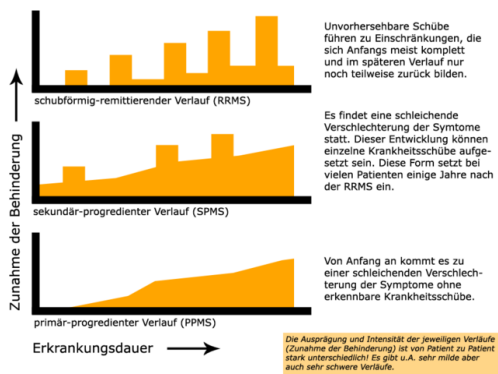 Unvorhersehbare Schübe
führen zu Einschränkungen, die
sich Anfangs meist komplett
und im späteren Verlauf nur
noch teilweise zurück bilden.
schubförmig-remittierender Verlauf (RRMS)
Es findet eine schleichende
Verschlechterung der Symtome
statt. Dieser Entwicklung können
einzelne Krankheitsschübe aufge-
setzt sein. Diese Form setzt bei
vielen Patienten einige Jahre nach
der RRMS ein.
sekundär-progredienter Verlauf (SPMS)
Von Anfang an kommt es zu
einer schleichenden Verschlech-
terung der Symptome ohne
erkennbare Krankheitsschübe.
primär-progredienter Verlauf (PPMS)
Zunahme der Behinderung
Erkrankungsdauer
Die Ausprägung und Intensität der jeweiligen Verläufe
(Zunahme der Behinderung) ist von Patient zu Patient
stark unterschiedlich! Es gibt u.A. sehr milde aber
auch sehr schwere Verläufe.